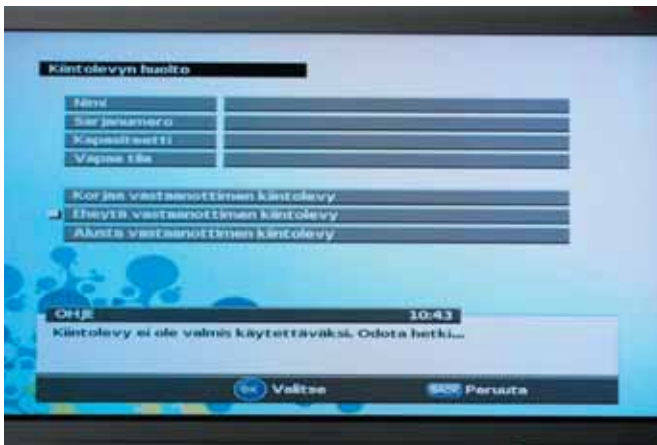 Kiintolevyn huolto
Nimi
Sarjanumero
Kapasiteetti
Vapaa tila
Korjaa vastaanottimen kiintolevy
Eheytä vastaanottimen kiintolevy
Alusta vastaanottimen kiintolevy
OHJE 10:43
Kiintolevy ei ole valmis käytettäväksi. Odota hetki...
OK Valitse BACK Peruuta